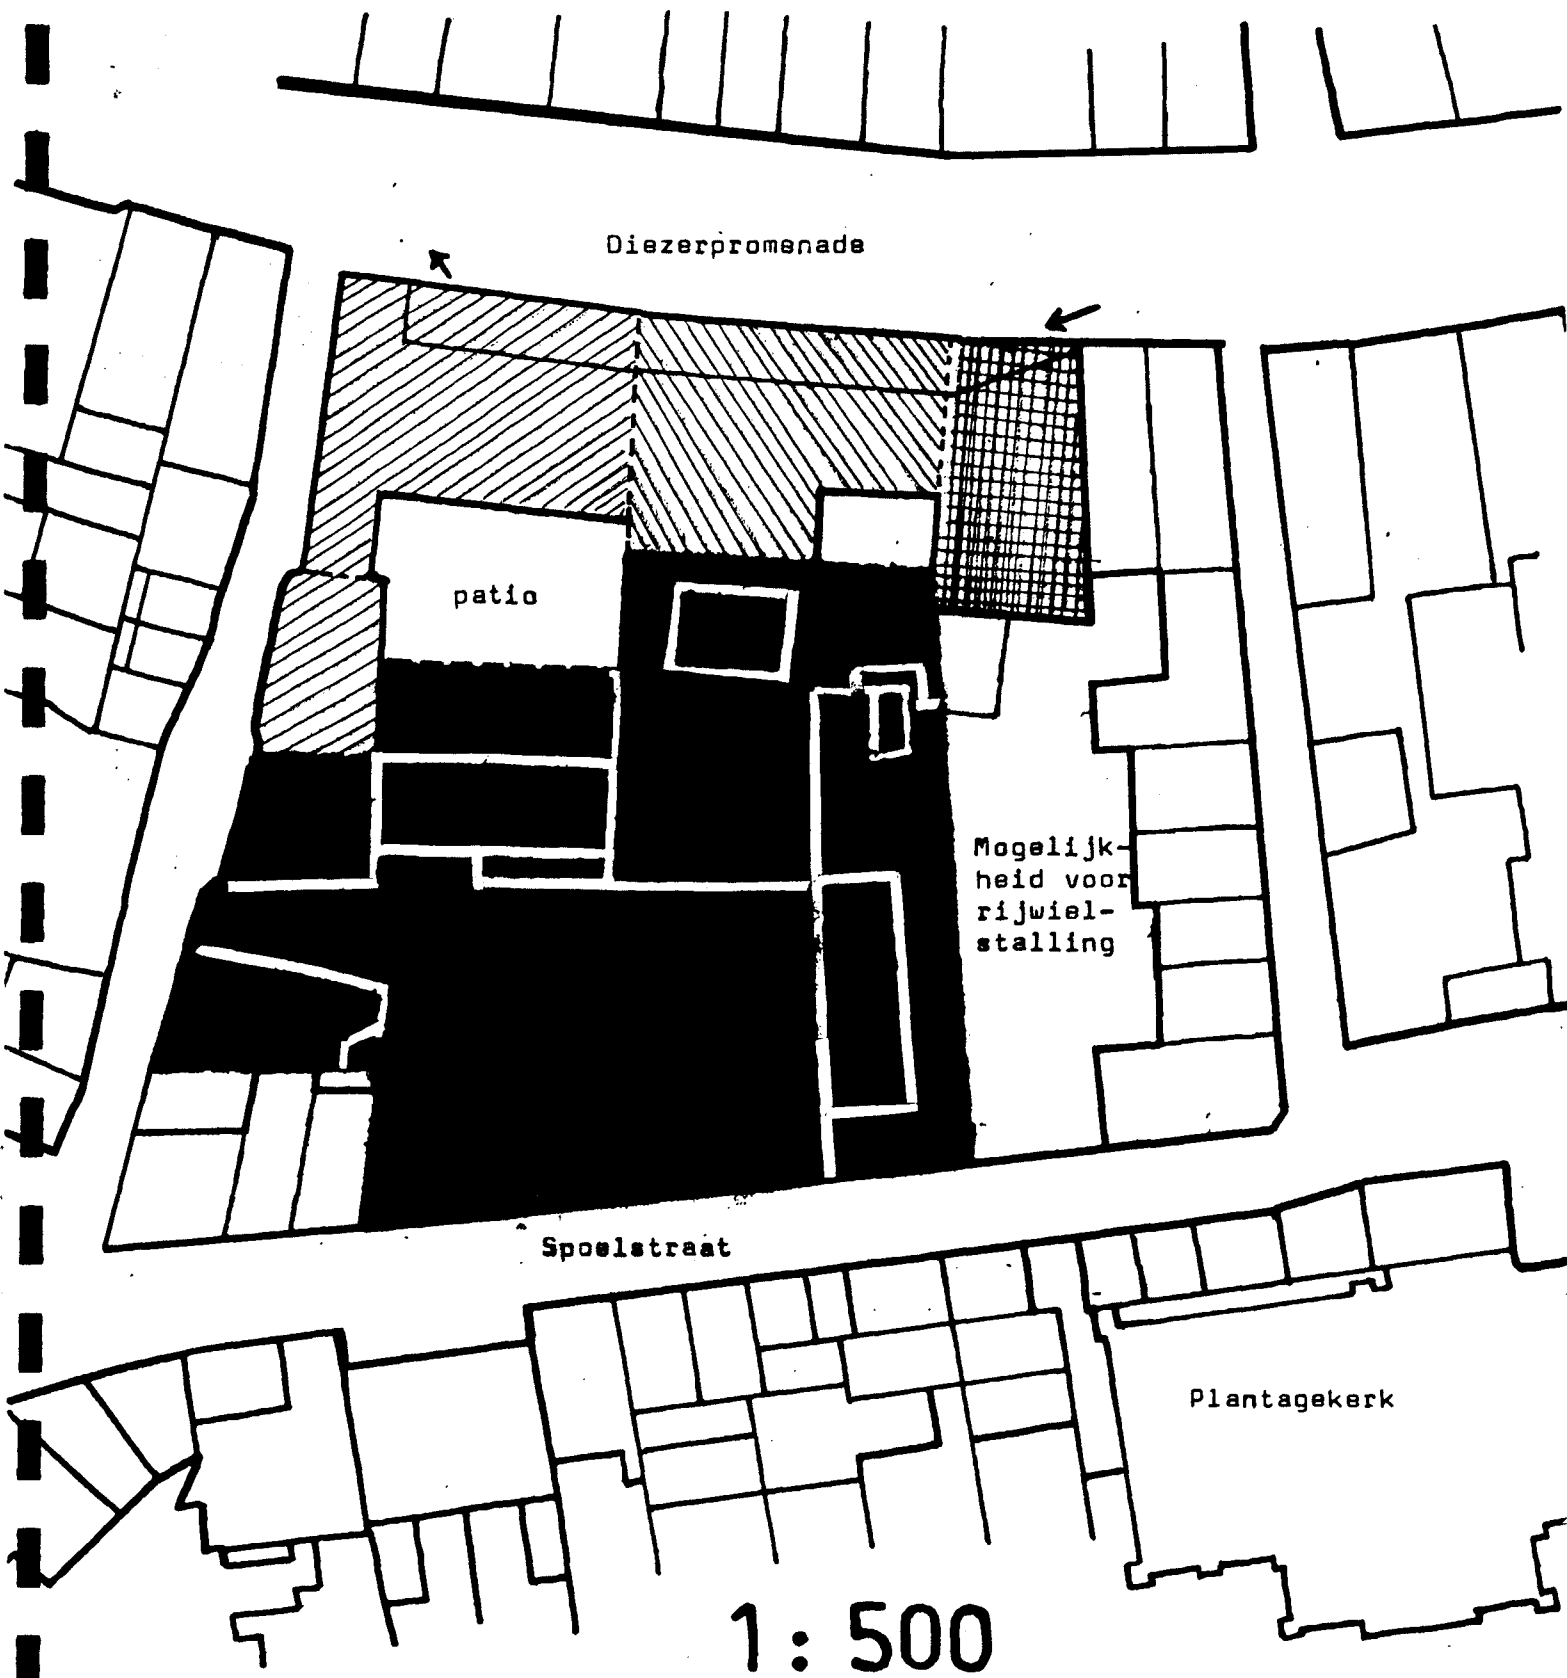 Diezerpromenade
patio
Mogelijk-
heid voor
rijwiel-
stalling
Spoelstraat
Plantagekerk
1:500